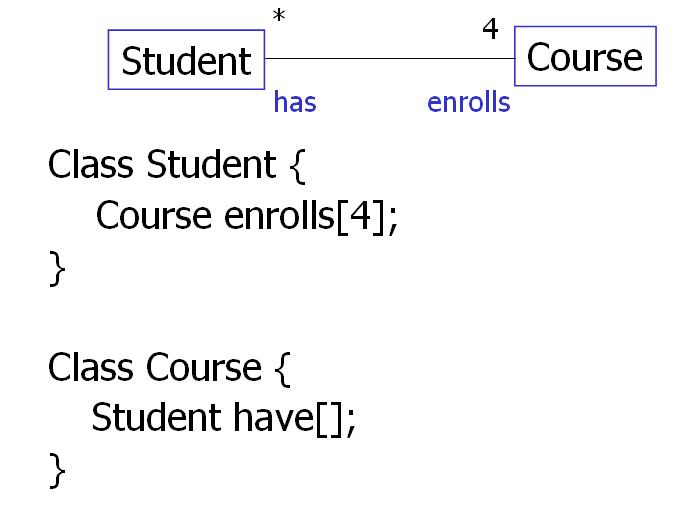 * 4
Student Course
has enrolls
Class Student {
Course enrolls[4];
}
Class Course {
Student have[];
}